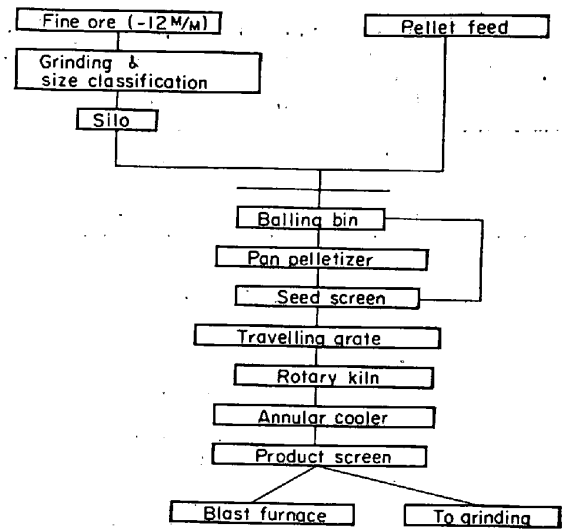 Fine ore (-12 M/M)
Pellet feed
Grinding &
size classification
Silo
Balling bin
Pan pelletizer
Seed screen
Travelling grate
Rotary kiln
Annular cooler
Product screen
Blast furnace
To grinding